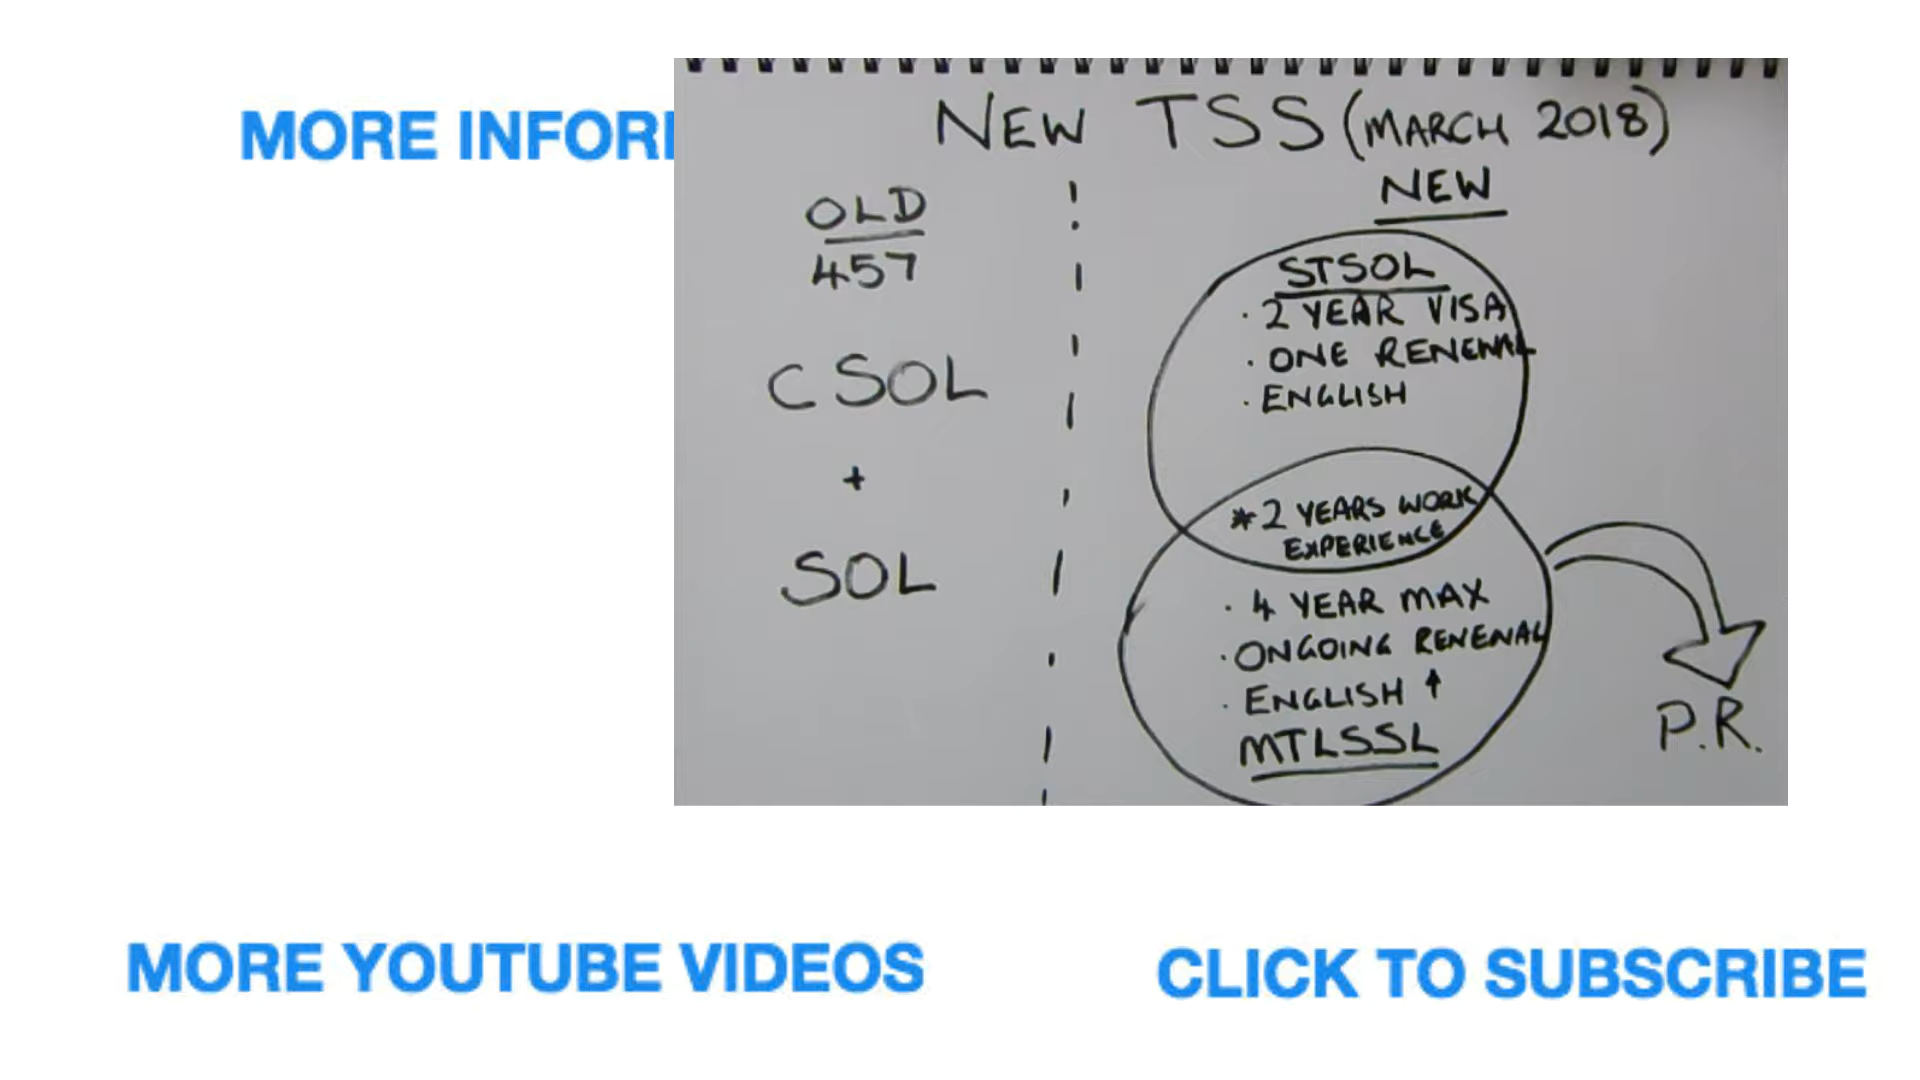 MORE INFOR
NEW TSS (MARCH 2018)
OLD
457
CSOL
+
SOL
NEW
STSOL
· 2 YEAR VISA
· ONE RENEWAL
· ENGLISH
* 2 YEARS WORK
EXPERIENCE
· 4 YEAR MAX
· ONGOING RENEWAL
· ENGLISH ↑
MTLSSL
P.R.
MORE YOUTUBE VIDEOS
CLICK TO SUBSCRIBE